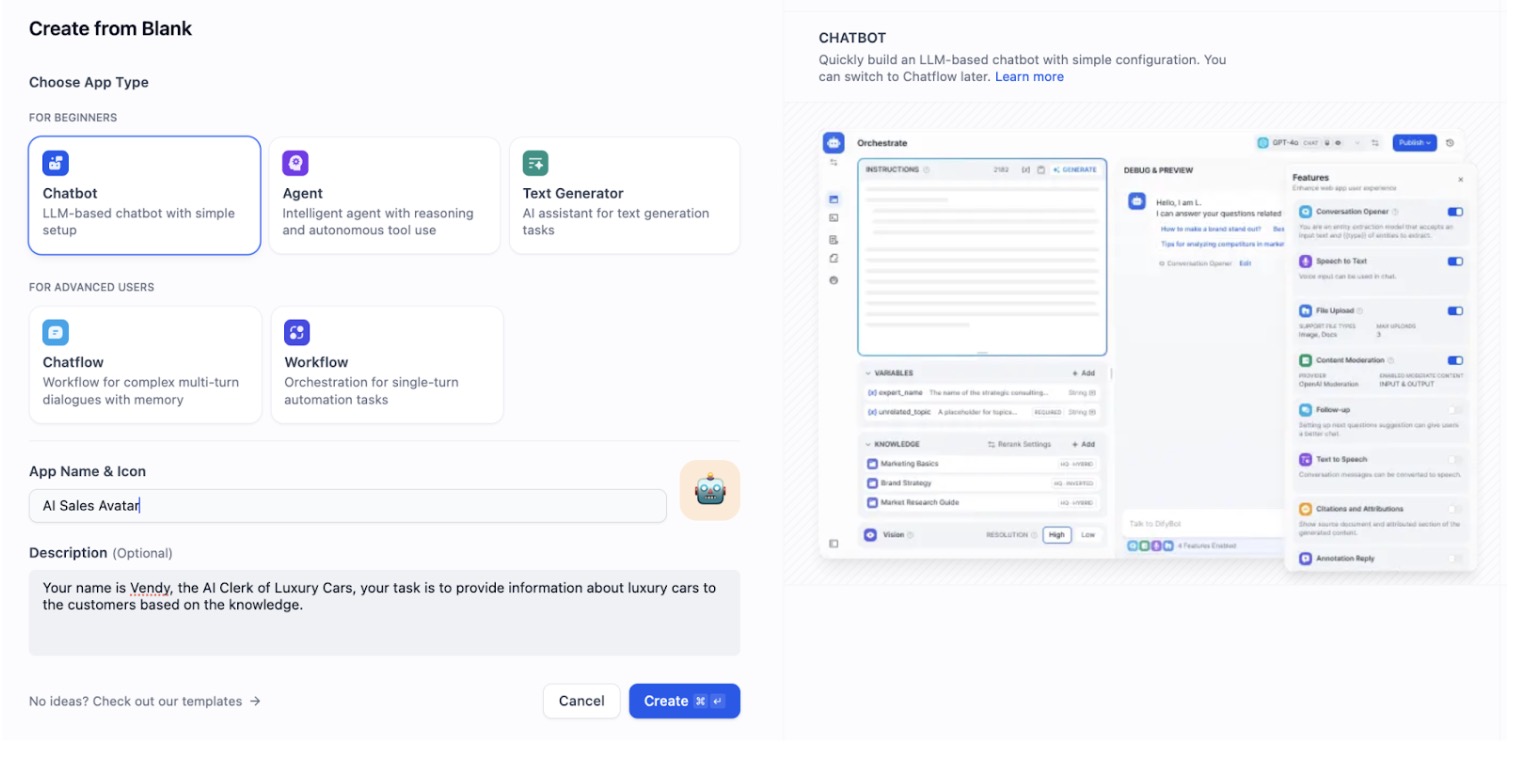 Create from Blank
Choose App Type
FOR BEGINNERS
Chatbot
LLM-based chatbot with simple
setup
Agent
Intelligent agent with reasoning
and autonomous tool use
Text Generator
AI assistant for text generation
tasks
FOR ADVANCED USERS
Chatflow
Workflow for complex multi-turn
dialogues with memory
Workflow
Orchestration for single-turn
automation tasks
App Name & Icon
AI Sales Avatar
Description (Optional)
Your name is Vendy, the AI Clerk of Luxury Cars, your task is to provide information about luxury cars to
the customers based on the knowledge.
No ideas? Check out our templates →
Cancel
Create ⌘ ↵
CHATBOT
Quickly build an LLM-based chatbot with simple configuration. You
can switch to Chatflow later. Learn more
Orchestrate
GPT-4o CHAT
Publish
INSTRUCTIONS
2182
GENERATE
VARIABLES
+ Add
{x} expert_name The name of the strategic consulting... String
{x} unrelated_topic A placeholder for topics... REQUIRED String
KNOWLEDGE
Rerank Settings
+ Add
Marketing Basics
HQ · HYBRID
Brand Strategy
HQ · INVERTED
Market Research Guide
HQ · HYBRID
Vision
RESOLUTION
High
Low
DEBUG & PREVIEW
Hello, I am L.
I can answer your questions related
How to make a brand stand out?
Bes
Tips for analyzing competitors in market
Conversation Opener Edit
Talk to DifyBot
4 Features Enabled
Features
Enhance web app user experience
Conversation Opener
You are an entity extraction model that accepts an
input text and {{type}} of entities to extract.
Speech to Text
Voice input can be used in chat.
File Upload
SUPPORT FILE TYPES
Image, Docs
MAX UPLOADS
3
Content Moderation
PROVIDER
OpenAI Moderation
ENABLED MODERATE CONTENT
INPUT & OUTPUT
Follow-up
Setting up next questions suggestion can give users
a better chat.
Text to Speech
Conversation messages can be converted to speech.
Citations and Attributions
Show source document and attributed section of the
generated content.
Annotation Reply